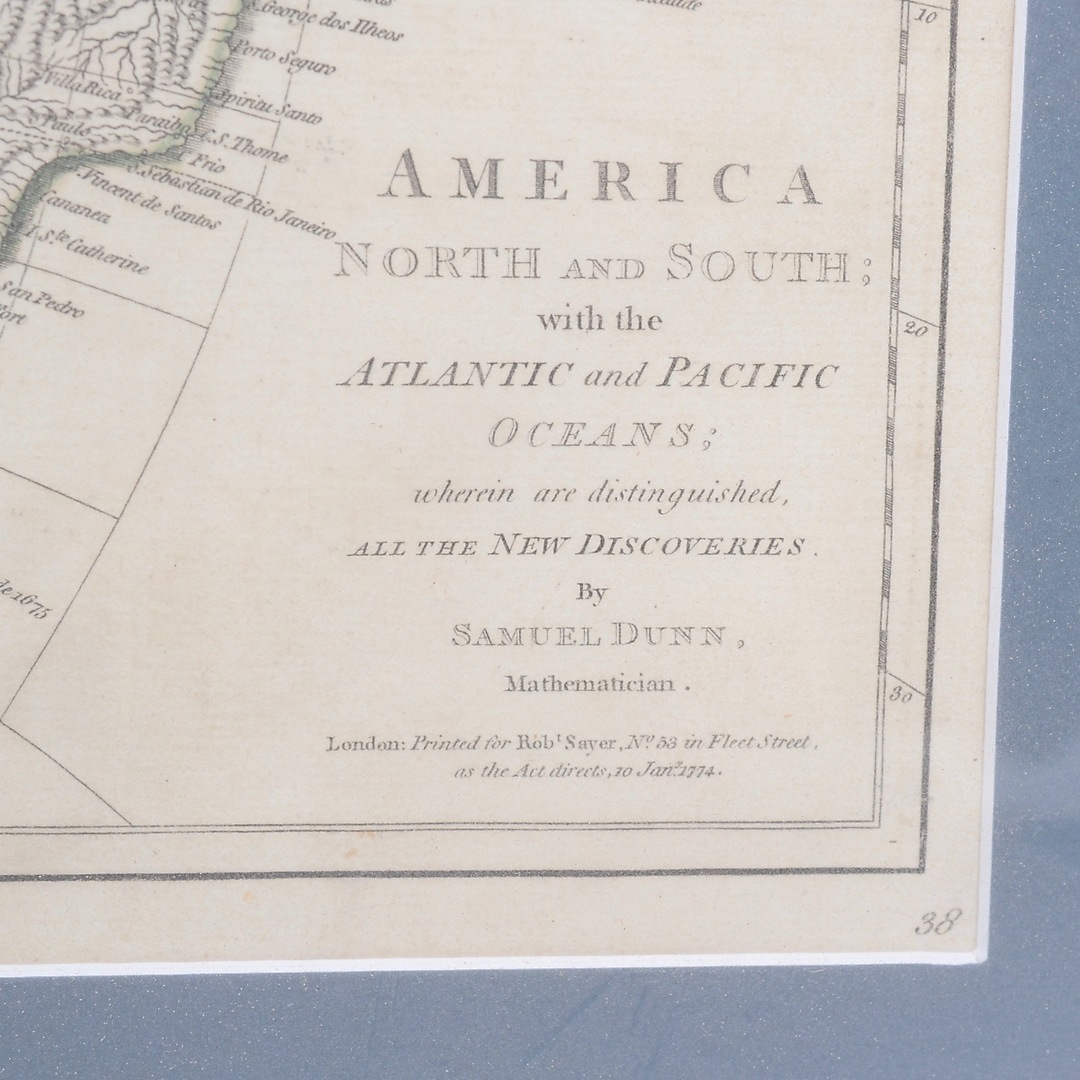 George dos Ilheos
Porto Seguro
Villa Rica
Spiritu Santo
Paulo
Paraiba
C. S. Thome
Frio
S. Sebastian de Rio Janeiro
Vincent de Santos
Cananea
I. S.te Catherine
San Pedro
de 1675
10
20
30
AMERICA
NORTH AND SOUTH;
with the
ATLANTIC and PACIFIC
OCEANS;
wherein are distinguished,
ALL THE NEW DISCOVERIES.
By
SAMUEL DUNN,
Mathematician.
London: Printed for Robt Sayer, No 53 in Fleet Street,
as the Act directs, 10 Jany. 1774.
38